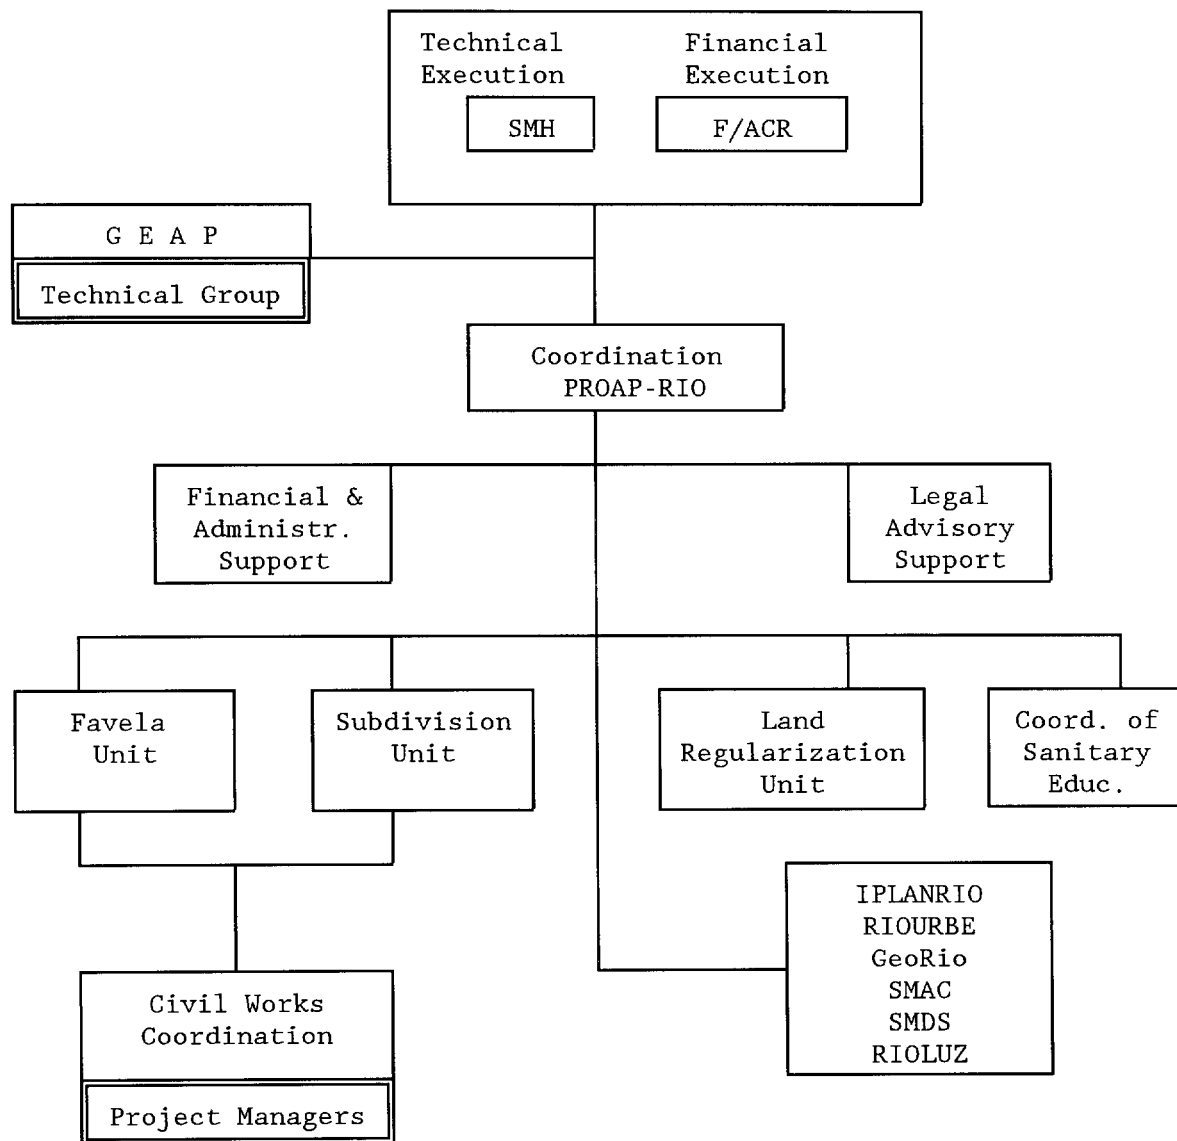 Technical Execution
SMH
Financial Execution
F/ACR
G E A P
Technical Group
Coordination
PROAP-RIO
Financial &
Administr.
Support
Legal
Advisory
Support
Favela
Unit
Subdivision
Unit
Land
Regularization
Unit
Coord. of
Sanitary
Educ.
IPLANRIO
RIOURBE
GeoRio
SMAC
SMDS
RIOLUZ
Civil Works
Coordination
Project Managers